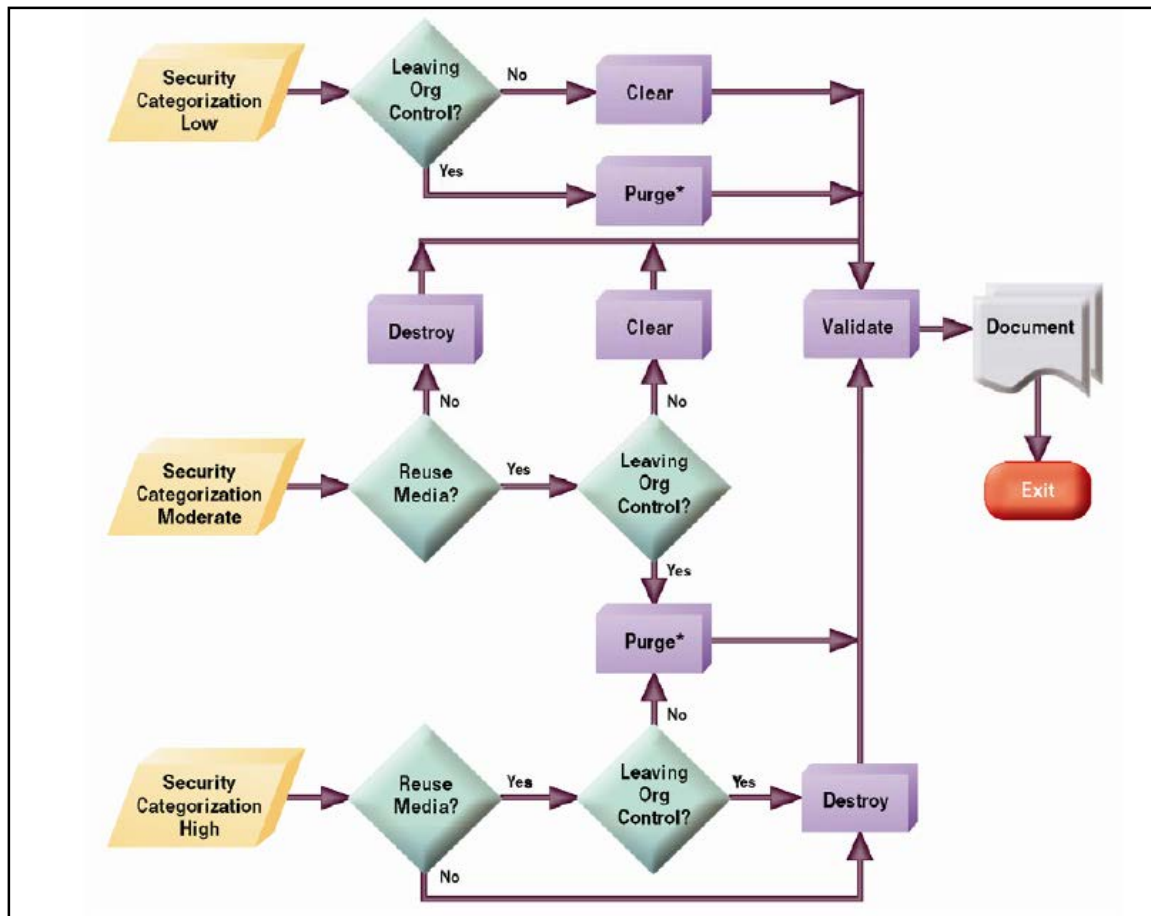 Security
Categorization
Low
Leaving
Org
Control?
No
Clear
Yes
Purge*
Destroy
Clear
Validate
Document
No
No
Security
Categorization
Moderate
Reuse
Media?
Yes
Leaving
Org
Control?
Exit
Yes
Purge*
No
Security
Categorization
High
Reuse
Media?
Yes
Leaving
Org
Control?
Yes
Destroy
No